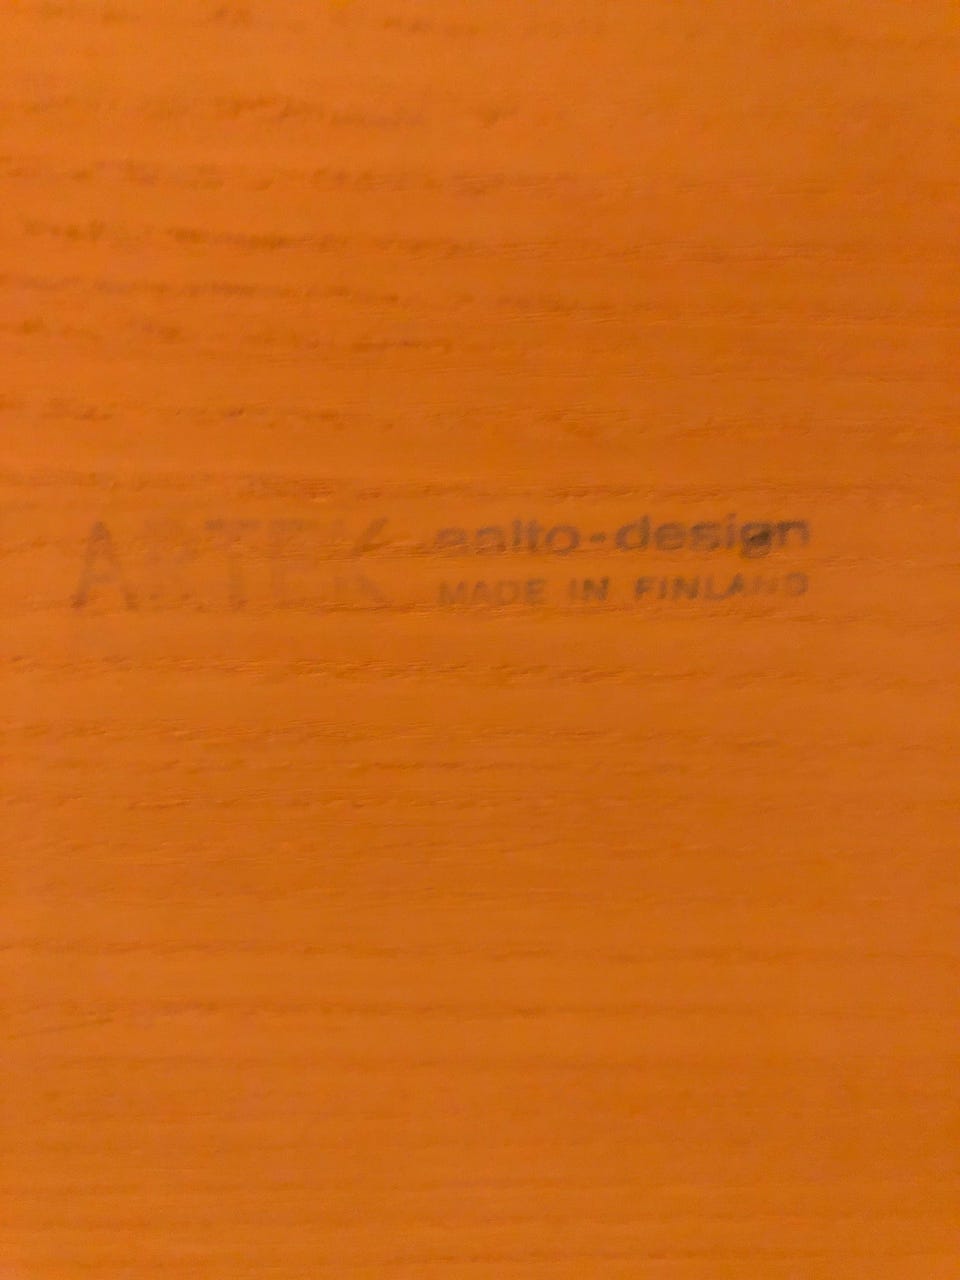 ARTEK
aalto-design
MADE IN FINLAND